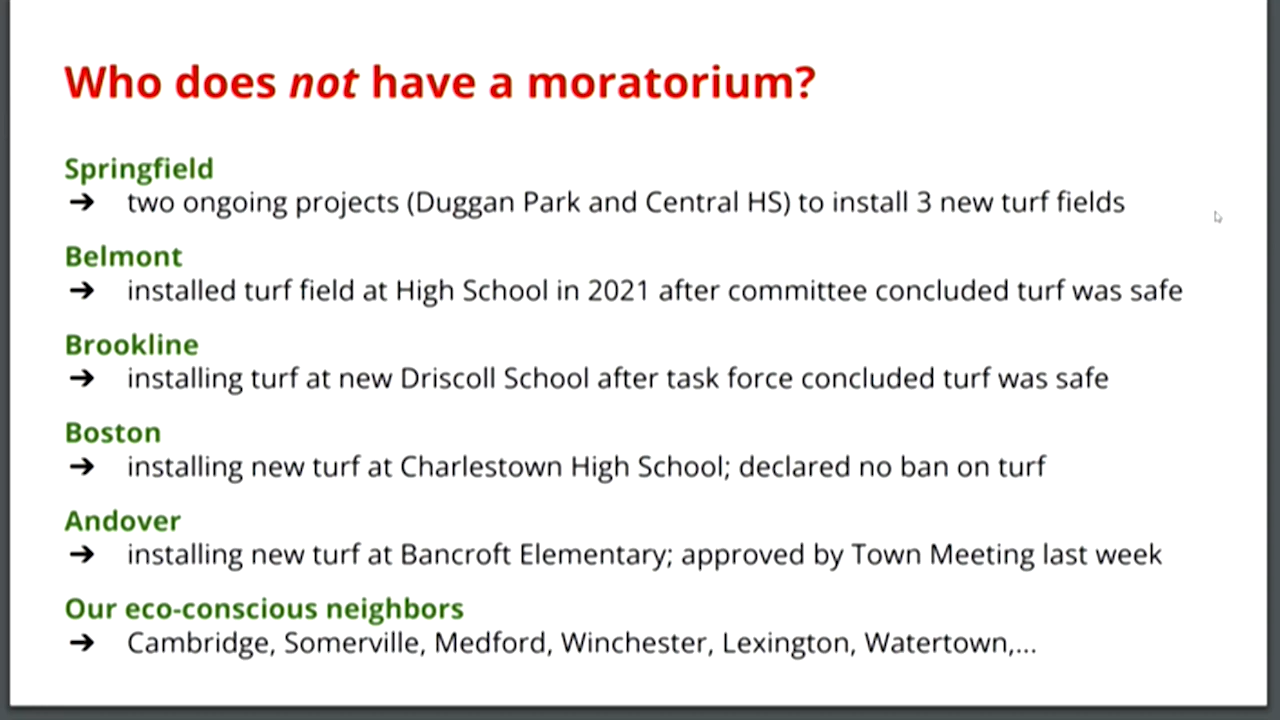 Who does not have a moratorium?
Springfield
➔ two ongoing projects (Duggan Park and Central HS) to install 3 new turf fields
Belmont
➔ installed turf field at High School in 2021 after committee concluded turf was safe
Brookline
➔ installing turf at new Driscoll School after task force concluded turf was safe
Boston
➔ installing new turf at Charlestown High School; declared no ban on turf
Andover
➔ installing new turf at Bancroft Elementary; approved by Town Meeting last week
Our eco-conscious neighbors
➔ Cambridge, Somerville, Medford, Winchester, Lexington, Watertown,...